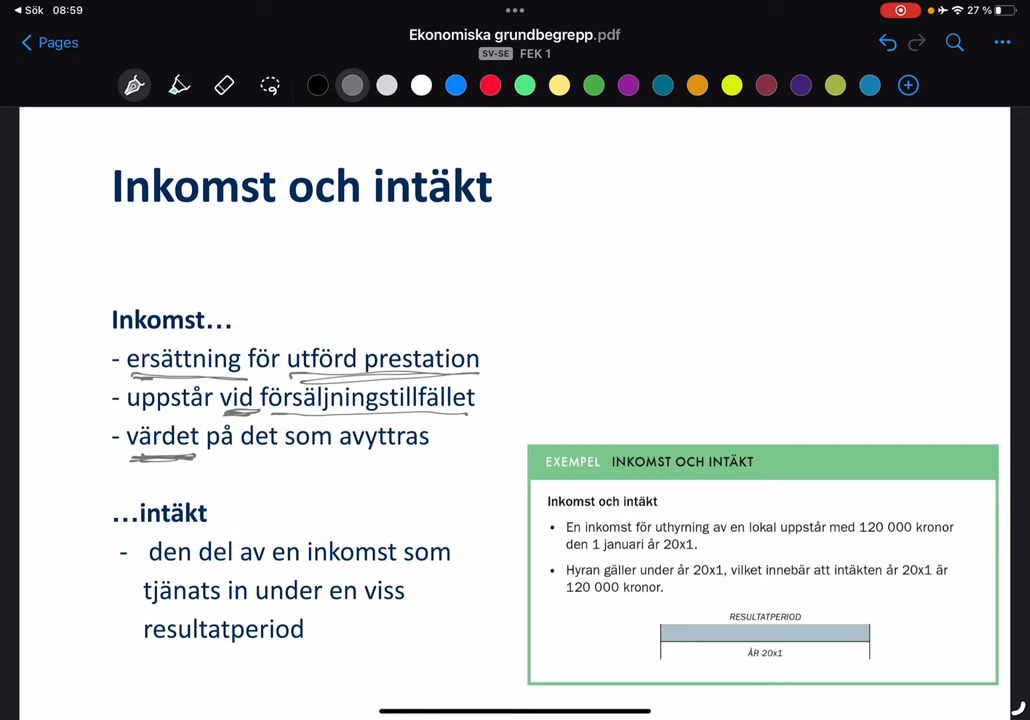 Sök 08:59
27 %
Pages
Ekonomiska grundbegrepp.pdf
SV-SE FEK 1
Inkomst och intäkt
Inkomst…
- ersättning för utförd prestation
- uppstår vid försäljningstillfället
- värdet på det som avyttras
…intäkt
- den del av en inkomst som
tjänats in under en viss
resultatperiod
EXEMPEL INKOMST OCH INTÄKT
Inkomst och intäkt
• En inkomst för uthyrning av en lokal uppstår med 120 000 kronor
den 1 januari år 20x1.
• Hyran gäller under år 20x1, vilket innebär att intäkten år 20x1 är
120 000 kronor.
RESULTATPERIOD
ÅR 20x1